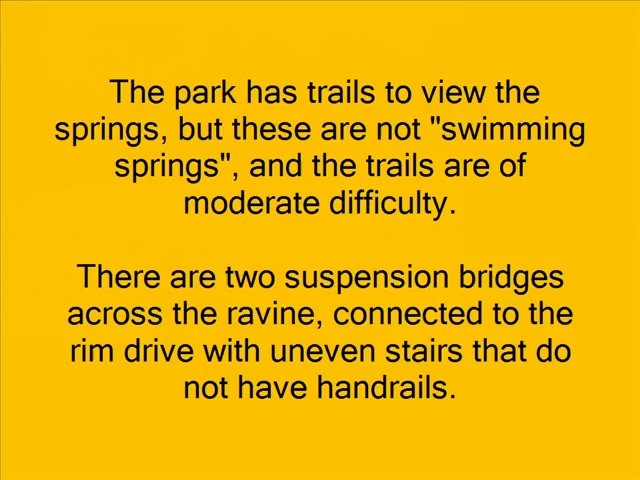 The park has trails to view the
springs, but these are not "swimming
springs", and the trails are of
moderate difficulty.
There are two suspension bridges
across the ravine, connected to the
rim drive with uneven stairs that do
not have handrails.